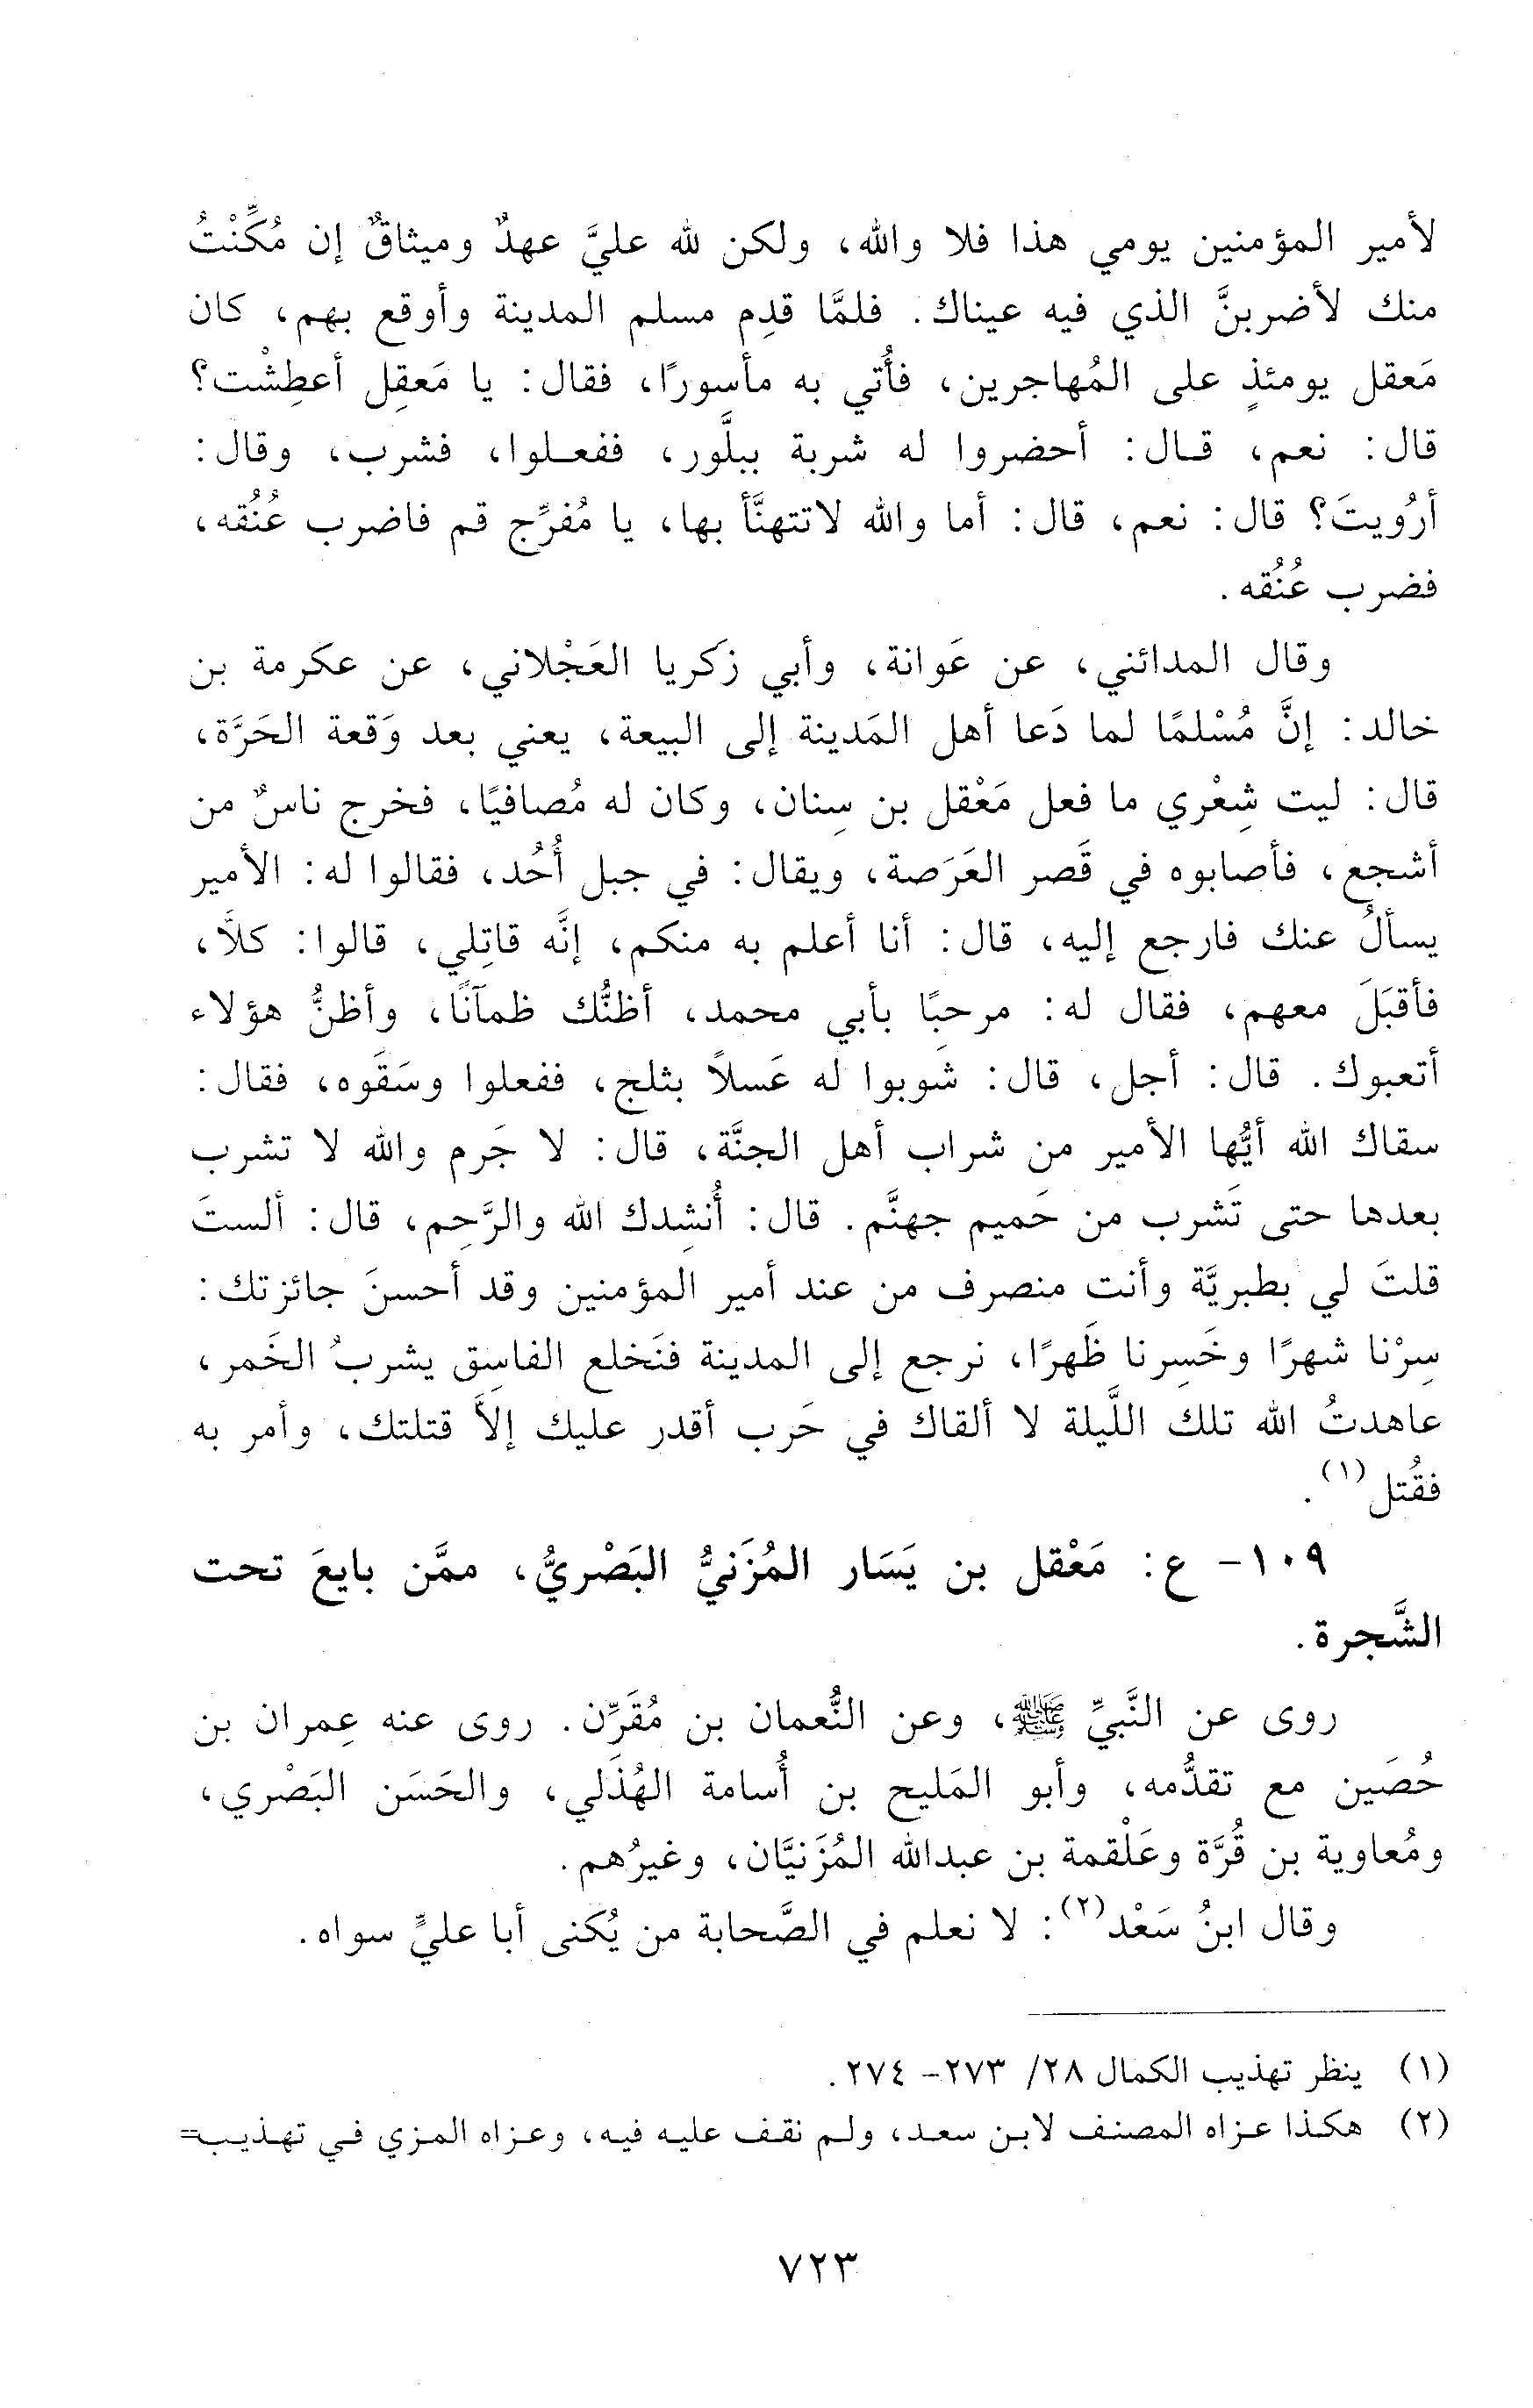 لأمير المؤمنين يومي هذا فلا والله، ولكن لله عليَّ عهدٌ وميثاقٌ إن مُكِّنْتُ
منك لأضربنَّ الذي فيه عيناك. فلمَّا قدِم مسلم المدينة وأوقع بهم، كان
مَعقل يومئذٍ على المُهاجرين، فأُتي به مأسورًا، فقال: يا مَعقِل أعطِشْت؟
قال: نعم، قال: أحضروا له شربة ببلَّور، ففعلوا، فشرب، وقال:
أرُويتَ؟ قال: نعم، قال: أما والله لاتتهنَّأ بها، يا مُفرِّج قم فاضرب عُنُقه،
فضرب عُنُقه.
وقال المدائني، عن عَوانة، وأبي زكريا العَجْلاني، عن عكرمة بن
خالد: إنَّ مُسْلمًا لما دَعا أهل المَدينة إلى البيعة، يعني بعد وَقعة الحَرَّة،
قال: ليت شِعْري ما فعل مَعْقل بن سِنان، وكان له مُصافيًا، فخرج ناسٌ من
أشجع، فأصابوه في قَصر العَرَصة، ويقال: في جبل أُحُد، فقالوا له: الأمير
يسألُ عنك فارجع إليه، قال: أنا أعلم به منكم، إنَّه قاتِلي، قالوا: كلاَّ،
فأقبَلَ معهم، فقال له: مرحبًا بأبي محمد، أظنُّك ظمآنًا، وأظنُّ هؤلاء
أتعبوك. قال: أجل، قال: شَوبوا له عَسلاً بثلج، ففعلوا وسَقَوه، فقال:
سقاك الله أيُّها الأمير من شراب أهل الجنَّة، قال: لا جَرم والله لا تشرب
بعدها حتى تَشرب من حَميم جهنَّم. قال: أُنشِدك الله والرَّحِم، قال: ألستَ
قلتَ لي بطبريَّة وأنت منصرف من عند أمير المؤمنين وقد أحسنَ جائزتك:
سِرْنا شهرًا وخَسِرنا ظَهرًا، نرجع إلى المدينة فنَخلع الفاسِق يشربُ الخَمر،
عاهدتُ الله تلك اللَّيلة لا ألقاك في حَرب أقدر عليك إلاَّ قتلتك، وأمر به
فقُتل(١).
١٠٩- ع: مَعْقل بن يَسَار المُزَنيُّ البَصْريُّ، ممَّن بايعَ تحت
الشَّجرة.
روى عن النَّبيِّ ﷺ، وعن النُّعمان بن مُقَرِّن. روى عنه عِمران بن
حُصَين مع تقدُّمه، وأبو المَليح بن أُسامة الهُذَلي، والحَسَن البَصْري،
ومُعاوية بن قُرَّة وعَلْقمة بن عبدالله المُزَنيَّان، وغيرُهم.
وقال ابنُ سَعْد(٢): لا نعلم في الصَّحابة من يُكنى أبا عليٍّ سواه.
(١) ينظر تهذيب الكمال ٢٨/ ٢٧٣- ٢٧٤.
(٢) هكذا عزاه المصنف لابن سعد، ولم نقف عليه فيه، وعزاه المزي في تهذيب=
٧٢٣